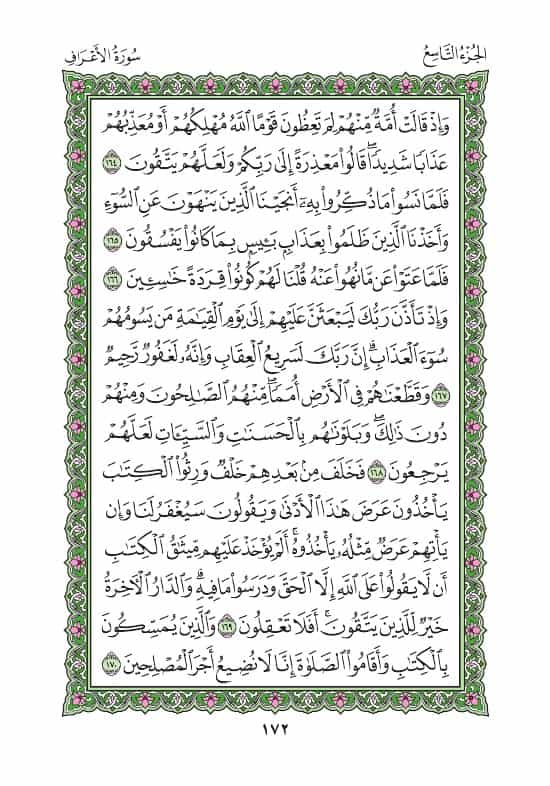 الجُزْءُ التَّاسِعُ
سُورَةُ الأَعْرَافِ
وَإِذْ قَالَتْ أُمَّةٌ مِّنْهُمْ لِمَ تَعِظُونَ قَوْمًا ٱللَّهُ مُهْلِكُهُمْ أَوْ مُعَذِّبُهُمْ
عَذَابًا شَدِيدًا ۖ قَالُوا۟ مَعْذِرَةً إِلَىٰ رَبِّكُمْ وَلَعَلَّهُمْ يَتَّقُونَ ١٦٤
فَلَمَّا نَسُوا۟ مَا ذُكِّرُوا۟ بِهِۦٓ أَنجَيْنَا ٱلَّذِينَ يَنْهَوْنَ عَنِ ٱلسُّوٓءِ
وَأَخَذْنَا ٱلَّذِينَ ظَلَمُوا۟ بِعَذَابٍۭ بَـِٔيسٍۭ بِمَا كَانُوا۟ يَفْسُقُونَ ١٦٥
فَلَمَّا عَتَوْا۟ عَن مَّا نُهُوا۟ عَنْهُ قُلْنَا لَهُمْ كُونُوا۟ قِرَدَةً خَٰسِـِٔينَ ١٦٦
وَإِذْ تَأَذَّنَ رَبُّكَ لَيَبْعَثَنَّ عَلَيْهِمْ إِلَىٰ يَوْمِ ٱلْقِيَٰمَةِ مَن يَسُومُهُمْ
سُوٓءَ ٱلْعَذَابِ ۗ إِنَّ رَبَّكَ لَسَرِيعُ ٱلْعِقَابِ ۖ وَإِنَّهُۥ لَغَفُورٌ رَّحِيمٌ
١٦٧ وَقَطَّعْنَٰهُمْ فِى ٱلْأَرْضِ أُمَمًا ۖ مِّنْهُمُ ٱلصَّٰلِحُونَ وَمِنْهُمْ
دُونَ ذَٰلِكَ ۖ وَبَلَوْنَٰهُم بِٱلْحَسَنَٰتِ وَٱلسَّيِّـَٔاتِ لَعَلَّهُمْ
يَرْجِعُونَ ١٦٨ فَخَلَفَ مِنۢ بَعْدِهِمْ خَلْفٌ وَرِثُوا۟ ٱلْكِتَٰبَ
يَأْخُذُونَ عَرَضَ هَٰذَا ٱلْأَدْنَىٰ وَيَقُولُونَ سَيُغْفَرُ لَنَا وَإِن
يَأْتِهِمْ عَرَضٌ مِّثْلُهُۥ يَأْخُذُوهُ ۚ أَلَمْ يُؤْخَذْ عَلَيْهِم مِّيثَٰقُ ٱلْكِتَٰبِ
أَن لَّا يَقُولُوا۟ عَلَى ٱللَّهِ إِلَّا ٱلْحَقَّ وَدَرَسُوا۟ مَا فِيهِ ۗ وَٱلدَّارُ ٱلْءَاخِرَةُ
خَيْرٌ لِّلَّذِينَ يَتَّقُونَ ۗ أَفَلَا تَعْقِلُونَ ١٦٩ وَٱلَّذِينَ يُمَسِّكُونَ
بِٱلْكِتَٰبِ وَأَقَامُوا۟ ٱلصَّلَوٰةَ إِنَّا لَا نُضِيعُ أَجْرَ ٱلْمُصْلِحِينَ ١٧٠
١٧٢